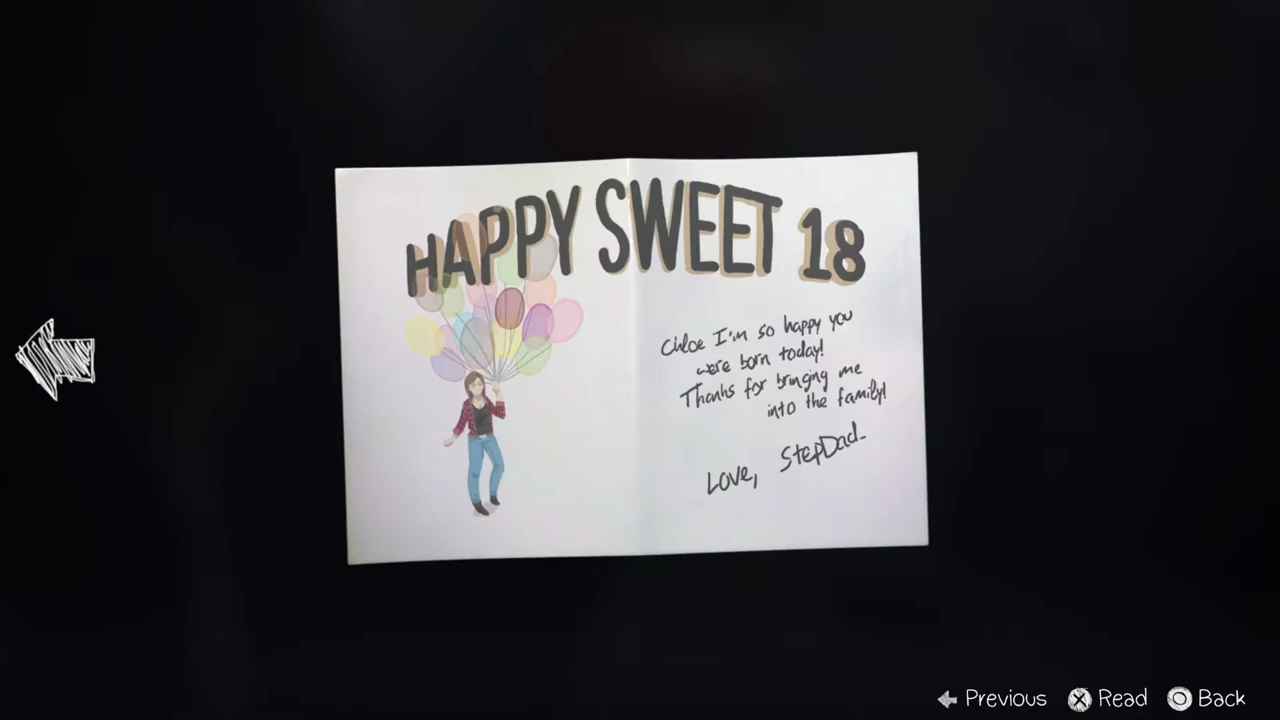 HAPPY SWEET 18
Chloe I'm so happy you
were born today!
Thanks for bringing me
into the family!
Love, StepDad
Previous Read Back